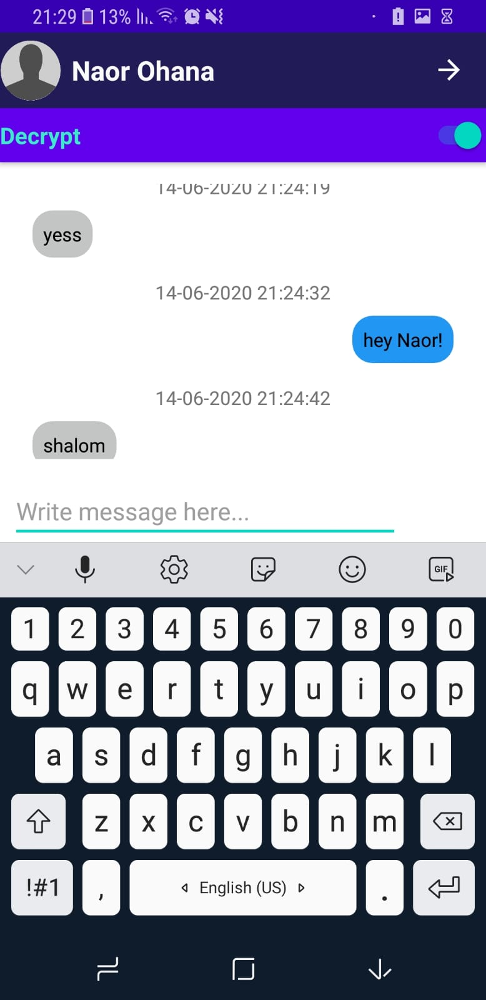 21:29 13%
Naor Ohana
Decrypt
14-06-2020 21:24:19
yess
14-06-2020 21:24:32
hey Naor!
14-06-2020 21:24:42
shalom
Write message here...
GIF
1 2 3 4 5 6 7 8 9 0
q w e r t y u i o p
a s d f g h j k l
z x c v b n m
!#1 , English (US) .